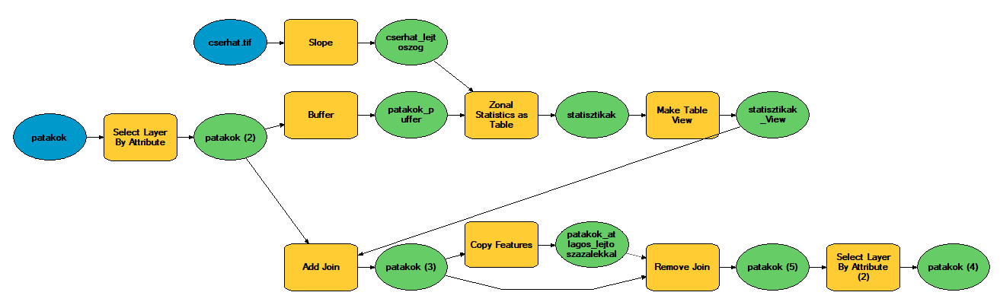 cserhat.tif
Slope
cserhat_lejt
oszog
patakok
Select Layer
By Attribute
patakok (2)
Buffer
patakok_p
uffer
Zonal
Statistics as
Table
statisztikak
Make Table
View
statisztikak
_View
Add Join
patakok (3)
Copy Features
patakok_at
lagos_lejto
szazalekkal
Remove Join
patakok (5)
Select Layer
By Attribute
(2)
patakok (4)